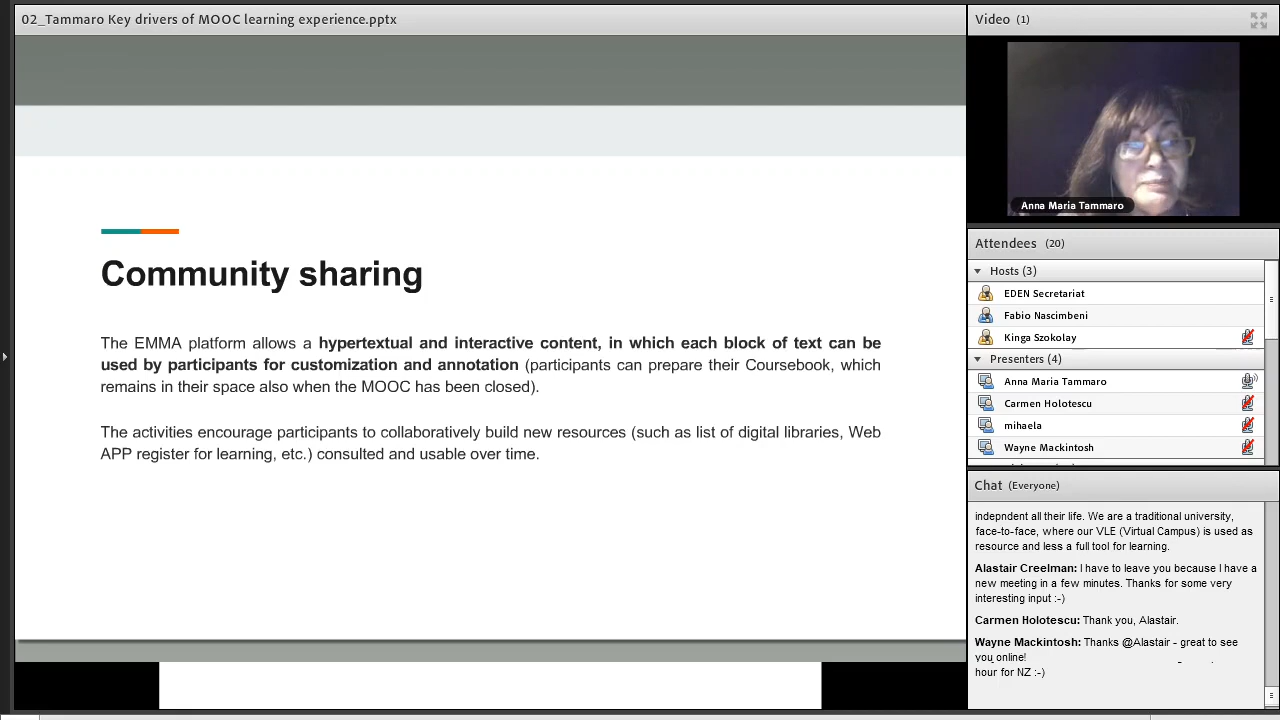 02_Tammaro Key drivers of MOOC learning experience.pptx
Community sharing
The EMMA platform allows a hypertextual and interactive content, in which each block of text can be
used by participants for customization and annotation (participants can prepare their Coursebook, which
remains in their space also when the MOOC has been closed).
The activities encourage participants to collaboratively build new resources (such as list of digital libraries, Web
APP register for learning, etc.) consulted and usable over time.
Video (1)
Anna Maria Tammaro
Attendees (20)
Hosts (3)
EDEN Secretariat
Fabio Nascimbeni
Kinga Szokolay
Presenters (4)
Anna Maria Tammaro
Carmen Holotescu
mihaela
Wayne Mackintosh
Chat (Everyone)
indepndent all their life. We are a traditional university,
face-to-face, where our VLE (Virtual Campus) is used as
resource and less a full tool for learning.
Alastair Creelman: I have to leave you because I have a
new meeting in a few minutes. Thanks for some very
interesting input :-)
Carmen Holotescu: Thank you, Alastair.
Wayne Mackintosh: Thanks @Alastair - great to see
you online!
hour for NZ :-)